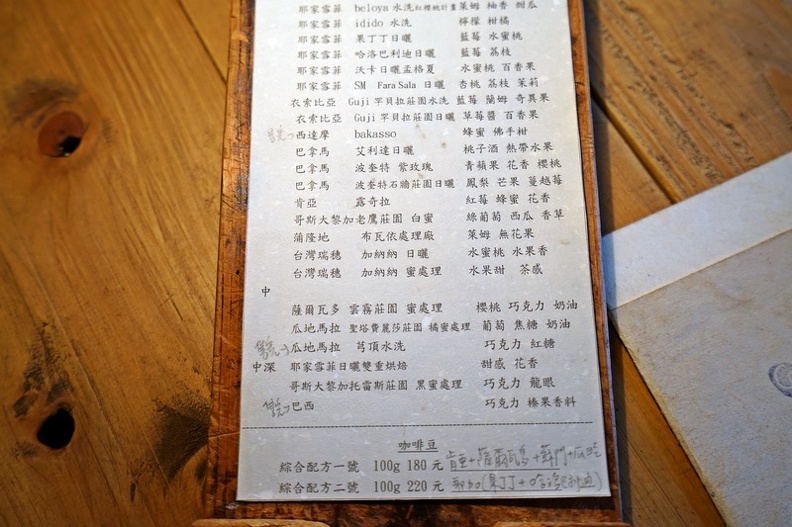 耶家雪菲 beloya 水洗紅櫻桃計畫 萊姆 柚香 甜瓜
耶家雪菲 idido 水洗 檸檬 柑橘
耶家雪菲 果丁丁日曬 藍莓 水蜜桃
耶家雪菲 哈洛巴利迪日曬 藍莓 荔枝
耶家雪菲 沃卡日曬孟格夏 水蜜桃 百香果
耶家雪菲 SM Fara Sala 日曬 杏桃 荔枝 茉莉
衣索比亞 Guji 罕貝拉莊園水洗 藍莓 蘭姆 奇異果
衣索比亞 Guji 罕貝拉莊園日曬 草莓醬 百香果
西達摩 bakasso 蜂蜜 佛手柑
巴拿馬 艾利達日曬 桃子酒 熱帶水果
巴拿馬 波奎特 紫玫瑰 青蘋果 花香 櫻桃
巴拿馬 波奎特石牆莊園日曬 鳳梨 芒果 蔓越莓
肯亞 露奇拉 紅莓 蜂蜜 花香
哥斯大黎加老鷹莊園 白蜜 綠葡萄 西瓜 香草
蒲隆地 布瓦依處理廠 萊姆 無花果
台灣瑞穗 加納納 日曬 水蜜桃 水果香
台灣瑞穗 加納納 蜜處理 水果甜 茶感
中
薩爾瓦多 雲霧莊園 蜜處理 櫻桃 巧克力 奶油
瓜地馬拉 聖塔費麗莎莊園 橘蜜處理 葡萄 焦糖 奶油
瓜地馬拉 芎頂水洗 巧克力 紅糖
中深 耶家雪菲日曬雙重烘焙 甜感 花香
哥斯大黎加托雷斯莊園 黑蜜處理 巧克力 龍眼
巴西 巧克力 榛果香料
咖啡豆
綜合配方一號 100g 180 元
綜合配方二號 100g 220 元